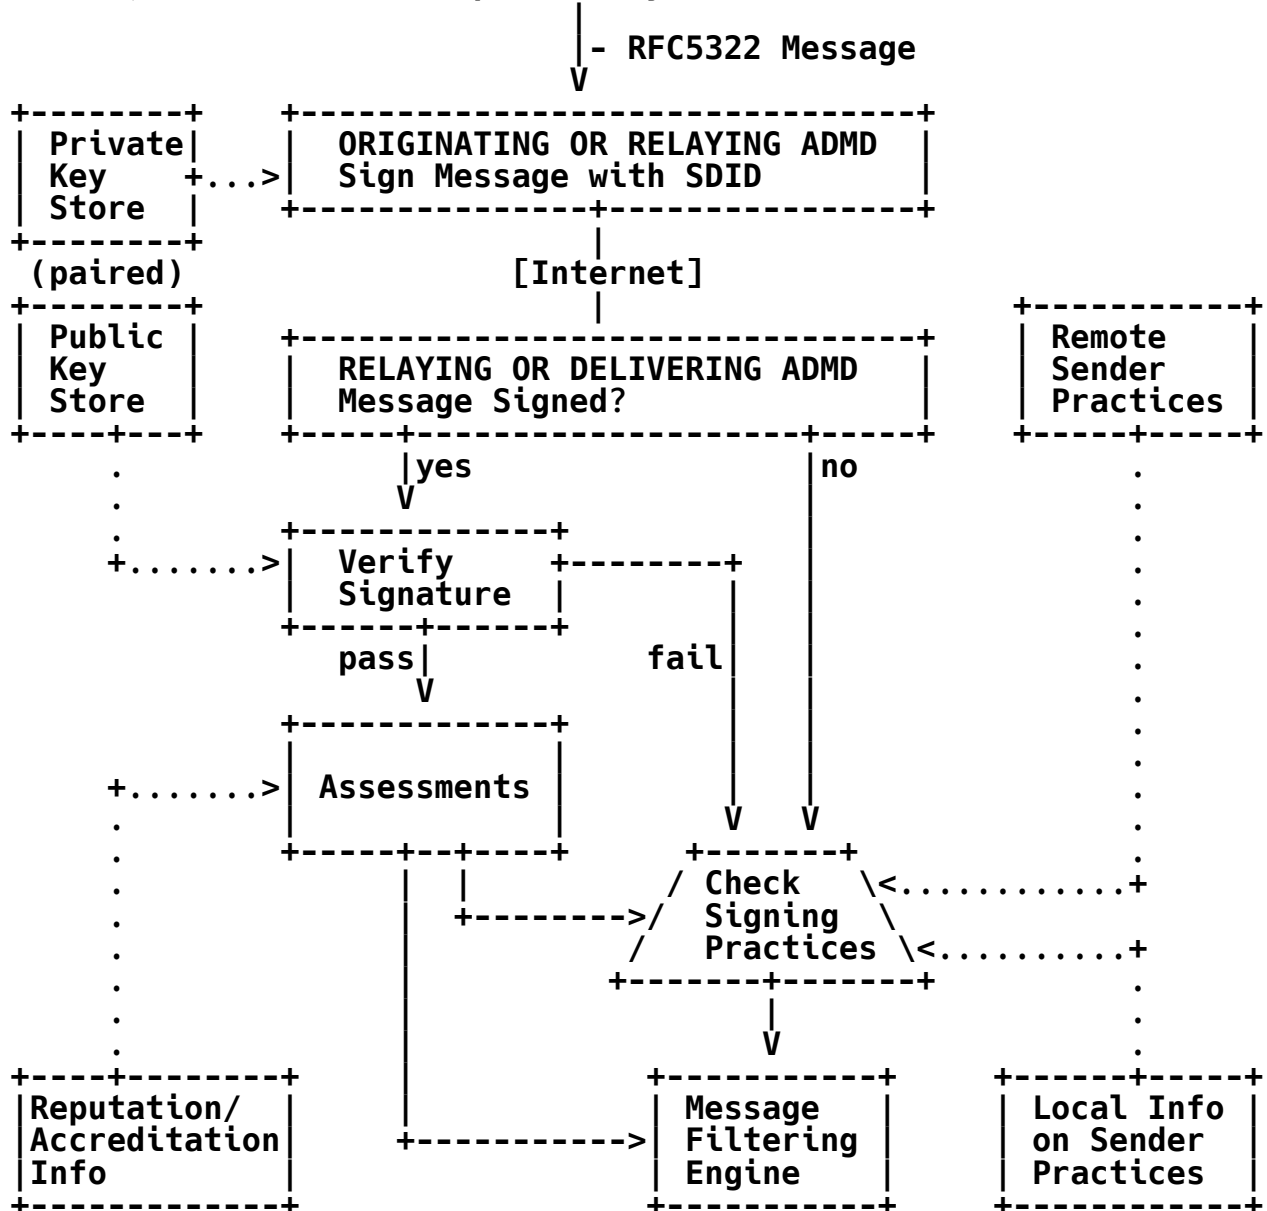 |
                              |- RFC5322 Message
                              V
+--------+    +---------------------------------+
| Private|    |  ORIGINATING OR RELAYING ADMD   |
| Key    +...>|  Sign Message with SDID         |
| Store  |    +---------------+-----------------+
+--------+                    |
 (paired)                 [Internet]
+--------+                    |                     +-----------+
| Public |    +---------------------------------+    | Remote    |
| Key    |    |  RELAYING OR DELIVERING ADMD    |    | Sender    |
| Store  |    |  Message Signed?                |    | Practices |
+----+---+    +-----+--------------------+------+    +-----+-----+
     .              |yes                 |no               .
     .              V                    |                 .
     .        +-------------+            |                 .
     +.......>|  Verify     +--------+   |                 .
              |  Signature  |        |   |                 .
              +------+------+        |   |                 .
                 pass|           fail|   |                 .
                     V               |   |                 .
              +-------------+        |   |                 .
              |             |        |   |                 .
     +.......>| Assessments |        |   |                 .
     .        |             |        V   V                 .
     .        +-----+--+----+      +-------+               .
     .              |  |          / Check   \<............+
     .              |  +-------->/  Signing  \
     .              |           /   Practices \<..........+
     .              |          +-------+-------+           .
     .              |                  |                   .
     .              |                  V                   .
+----+--------+     |            +-----------+     +------+-----+
|Reputation/  |     |            | Message   |     | Local Info |
|Accreditation|     +----------->| Filtering |     | on Sender  |
|Info         |                  | Engine    |     | Practices  |
+-------------+                  +-----------+     +------------+